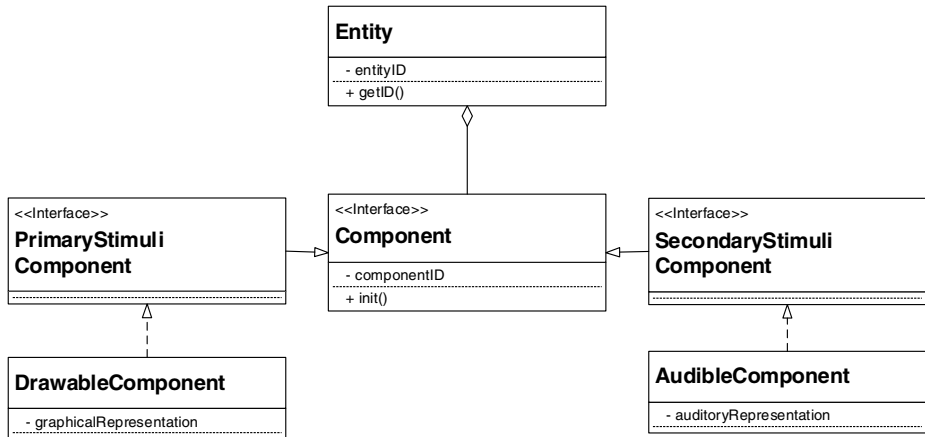 Entity
- entityID
+ getID()
<<Interface>>
PrimaryStimuli
Component
<<Interface>>
Component
- componentID
+ init()
<<Interface>>
SecondaryStimuli
Component
DrawableComponent
- graphicalRepresentation
AudibleComponent
- auditoryRepresentation